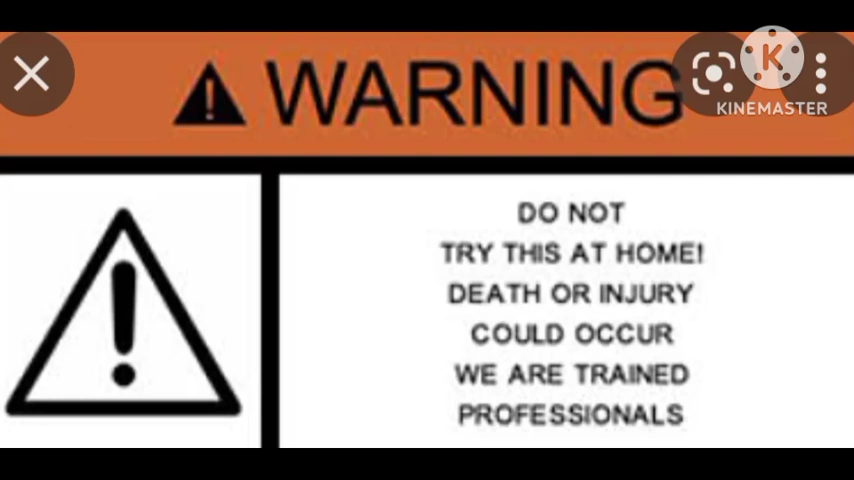 WARNING
K
KINEMASTER
DO NOT
TRY THIS AT HOME!
DEATH OR INJURY
COULD OCCUR
WE ARE TRAINED
PROFESSIONALS